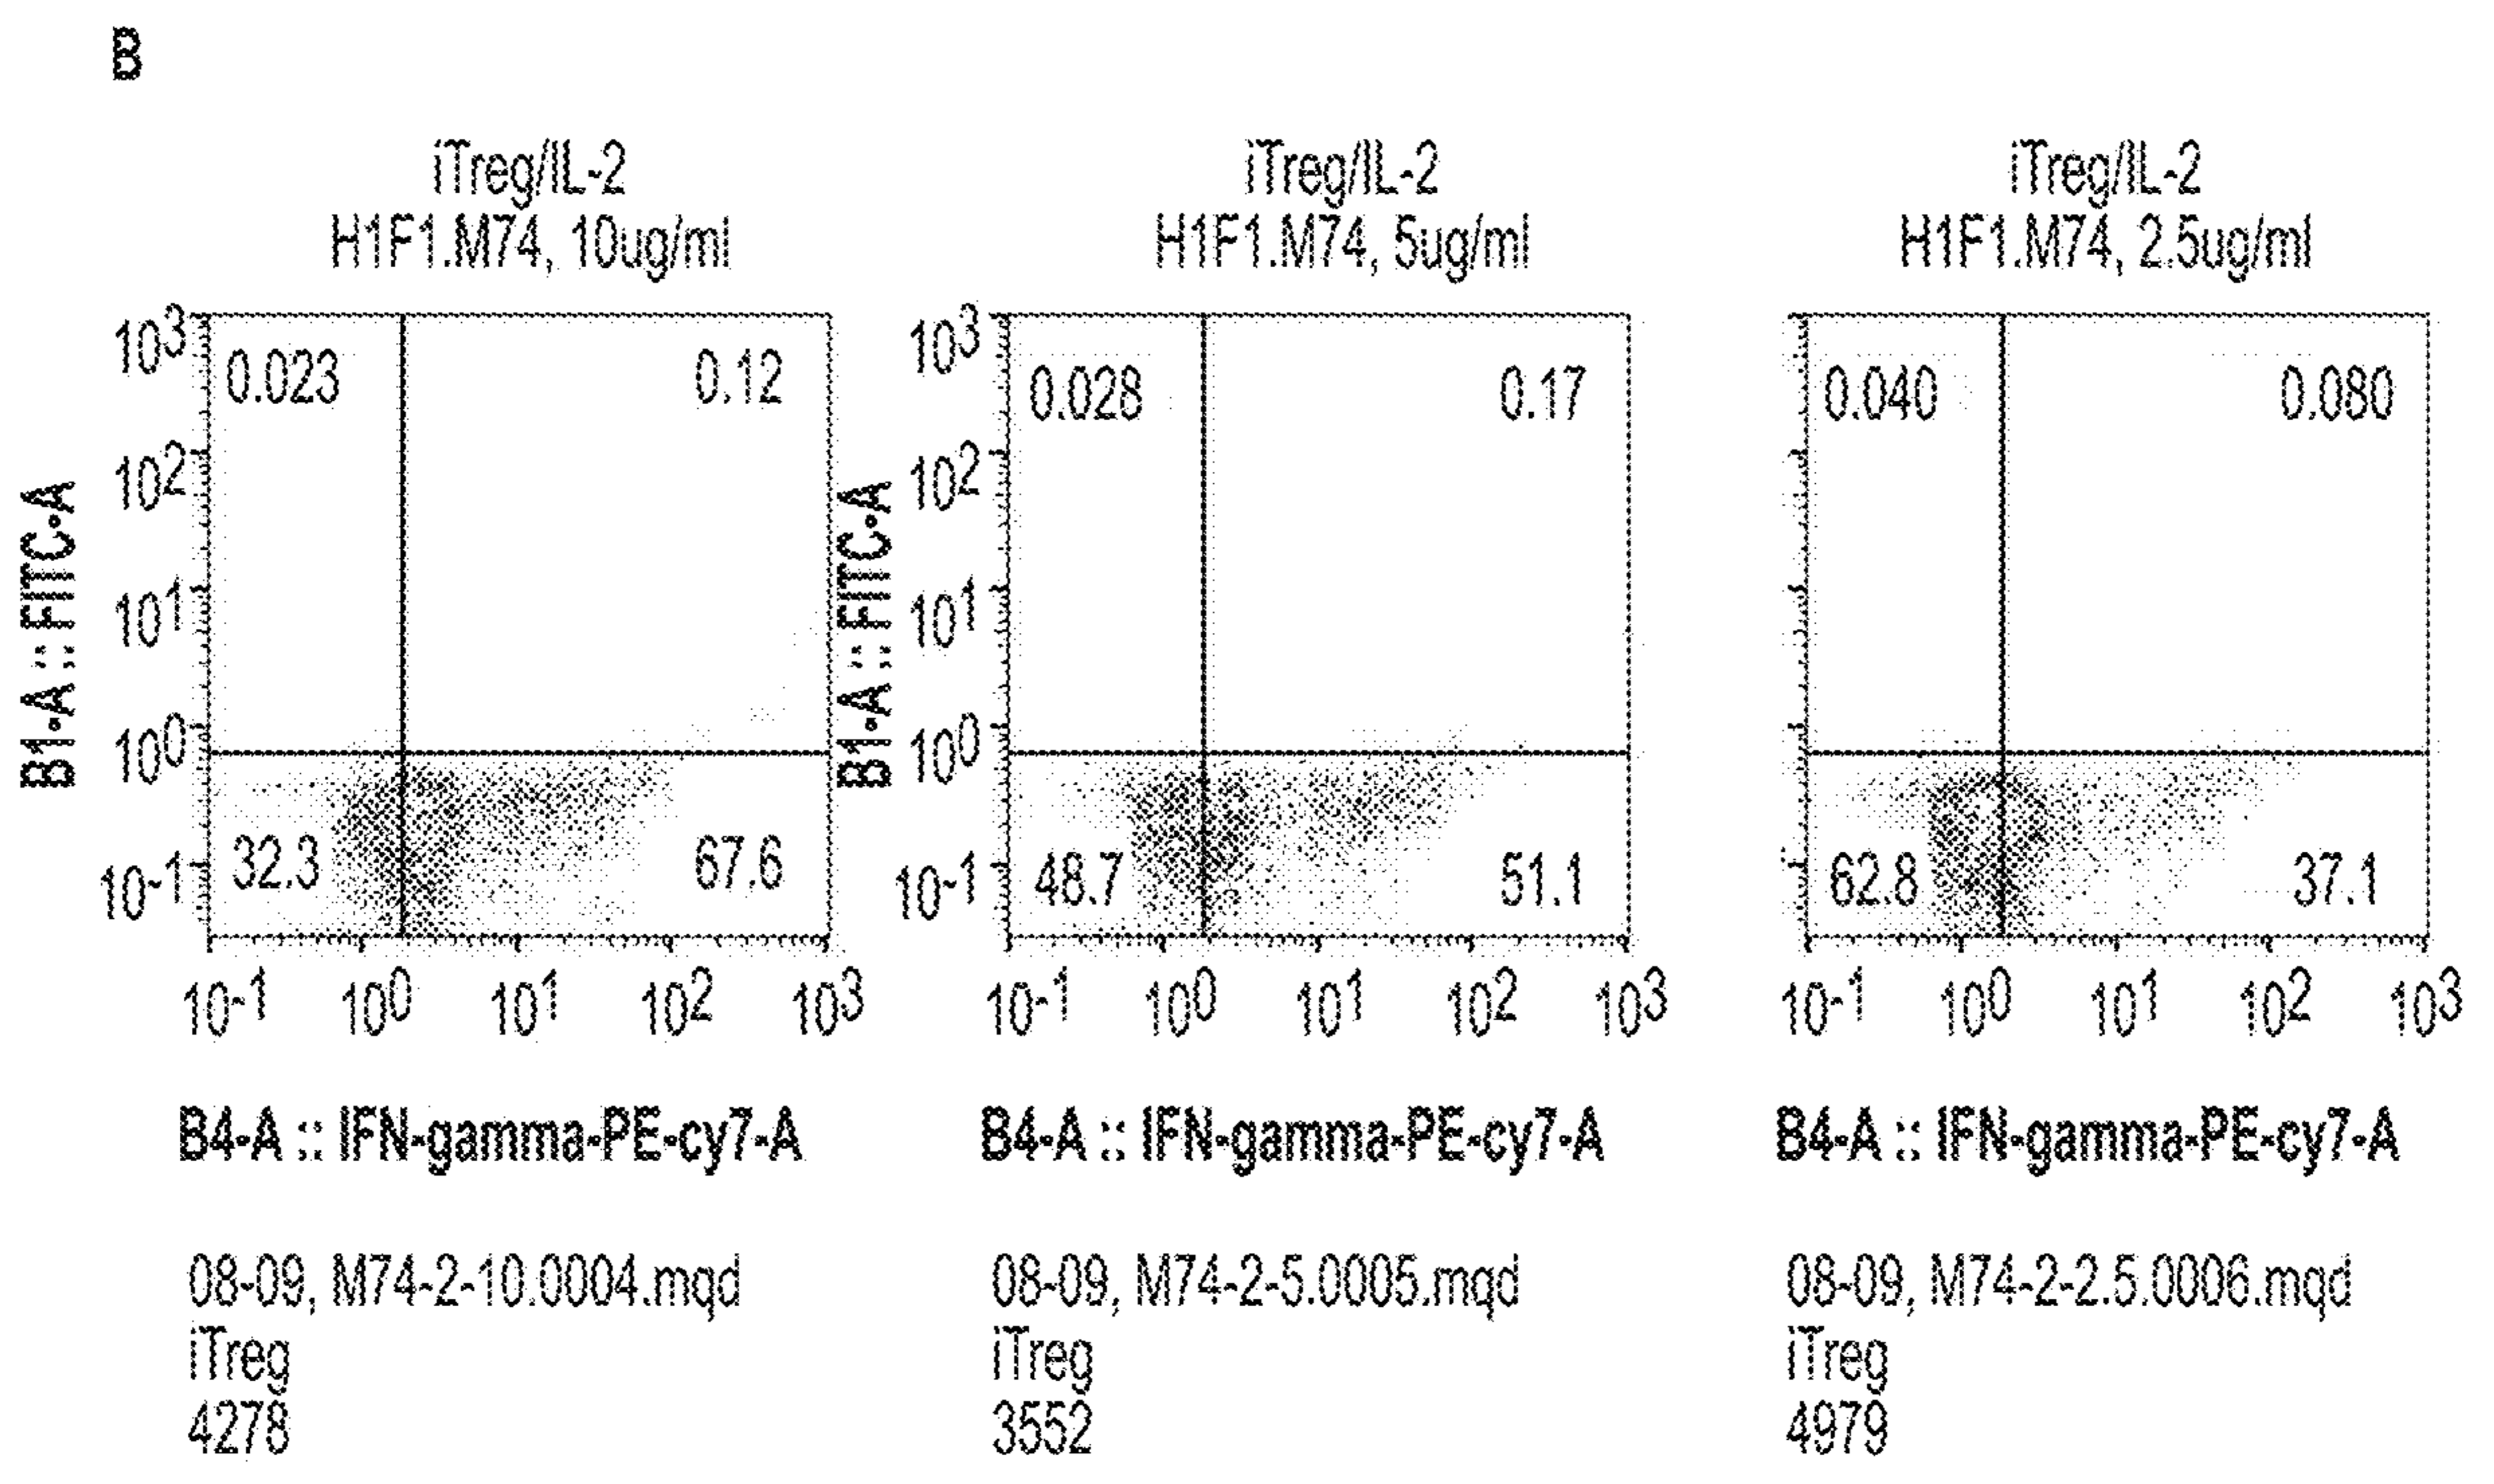 B
iTreg/IL-2
H1F1.M74, 10ug/ml
iTreg/IL-2
H1F1.M74, 5ug/ml
iTreg/IL-2
H1F1.M74, 2.5ug/ml
B1-A :: FITC-A
10³
10²
10¹
10⁰
10⁻¹
0.023
0.12
32.3
67.6
10⁻¹ 10⁰ 10¹ 10² 10³
B4-A :: IFN-gamma-PE-cy7-A
08-09, M74-2-10.0004.mqd
iTreg
4278
B1-A :: FITC-A
10³
10²
10¹
10⁰
10⁻¹
0.028
0.17
48.7
51.1
10⁻¹ 10⁰ 10¹ 10² 10³
B4-A :: IFN-gamma-PE-cy7-A
08-09, M74-2-5.0005.mqd
iTreg
3552
0.040
0.080
62.8
37.1
10⁻¹ 10⁰ 10¹ 10² 10³
B4-A :: IFN-gamma-PE-cy7-A
08-09, M74-2-2.5.0006.mqd
iTreg
4979